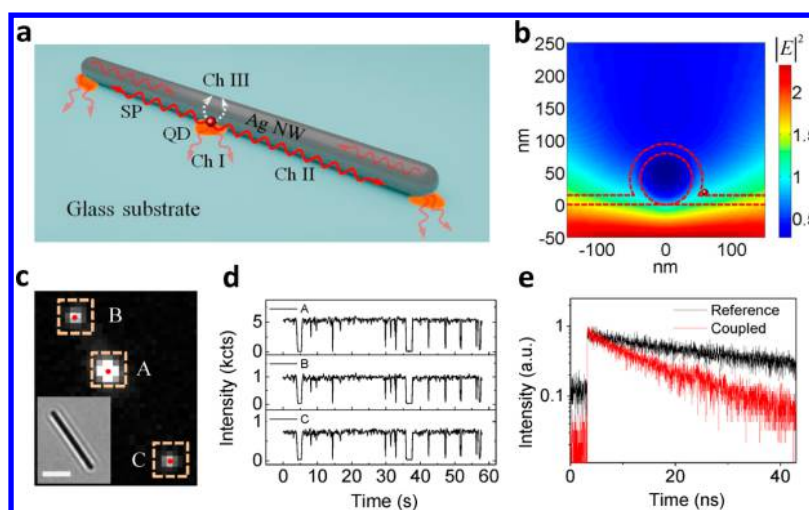 a
Ch III
SP
QD
Ag NW
Ch I
Ch II
Glass substrate
b
|E|²
250
200
150
100
50
0
-50
nm
-100
0
100
nm
2
1.5
1
0.5
c
B
A
C
d
Intensity (kcts)
A
5
0
B
1
0
C
1
0
0 10 20 30 40 50 60
Time (s)
e
Intensity (a.u.)
Reference
Coupled
1
0.1
0
20
40
Time (ns)